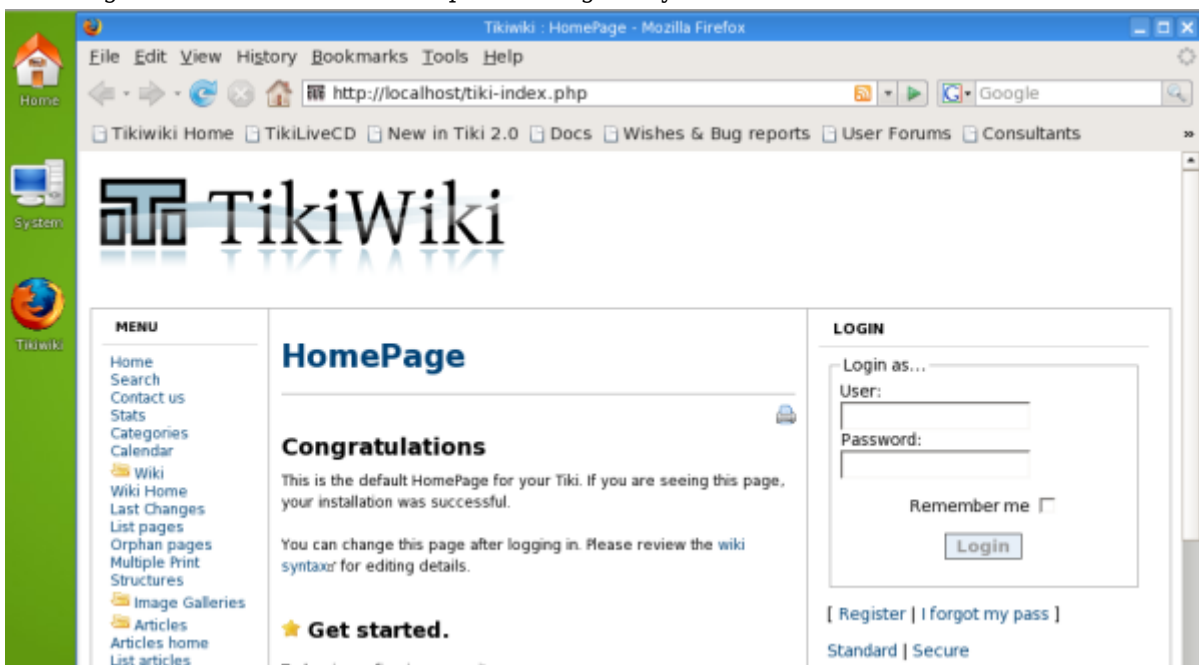 Tikiwiki : HomePage - Mozilla Firefox
File Edit View History Bookmarks Tools Help
http://localhost/tiki-index.php
Google
Tikiwiki Home TikiLiveCD New in Tiki 2.0 Docs Wishes & Bug reports User Forums Consultants »
Home
System
Tikiwiki
TikiWiki
MENU
Home
Search
Contact us
Stats
Categories
Calendar
Wiki
Wiki Home
Last Changes
List pages
Orphan pages
Multiple Print
Structures
Image Galleries
Articles
Articles home
List articles
HomePage
Congratulations
This is the default HomePage for your Tiki. If you are seeing this page,
your installation was successful.
You can change this page after logging in. Please review the wiki
syntax for editing details.
Get started.
LOGIN
Login as...
User:
Password:
Remember me
Login
[ Register | I forgot my pass ]
Standard | Secure